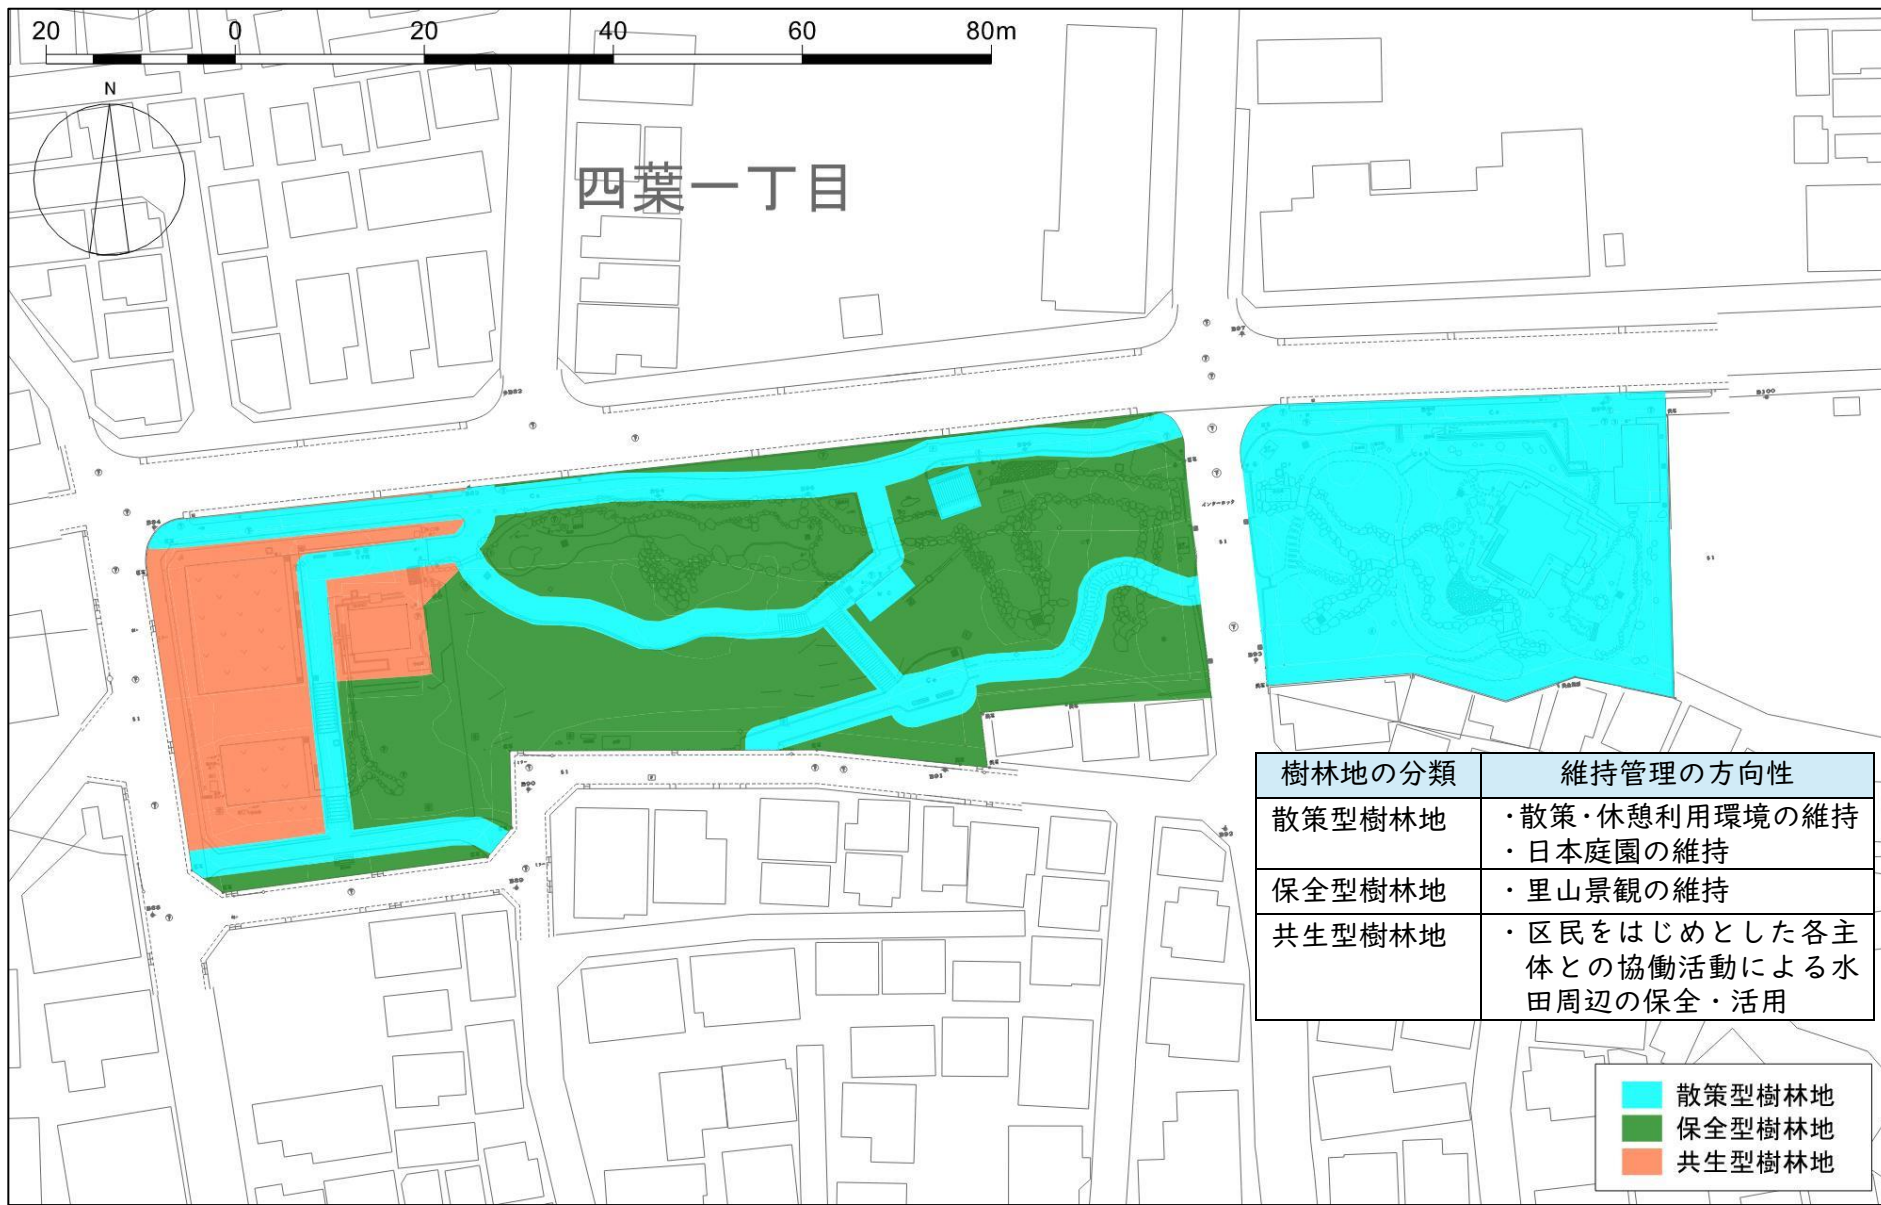 20 0 20 40 60 80m
N
四葉一丁目
樹林地の分類 維持管理の方向性
散策型樹林地 ・散策・休憩利用環境の維持
・日本庭園の維持
保全型樹林地 ・里山景観の維持
共生型樹林地 ・区民をはじめとした各主
体との協働活動による水
田周辺の保全・活用
散策型樹林地
保全型樹林地
共生型樹林地